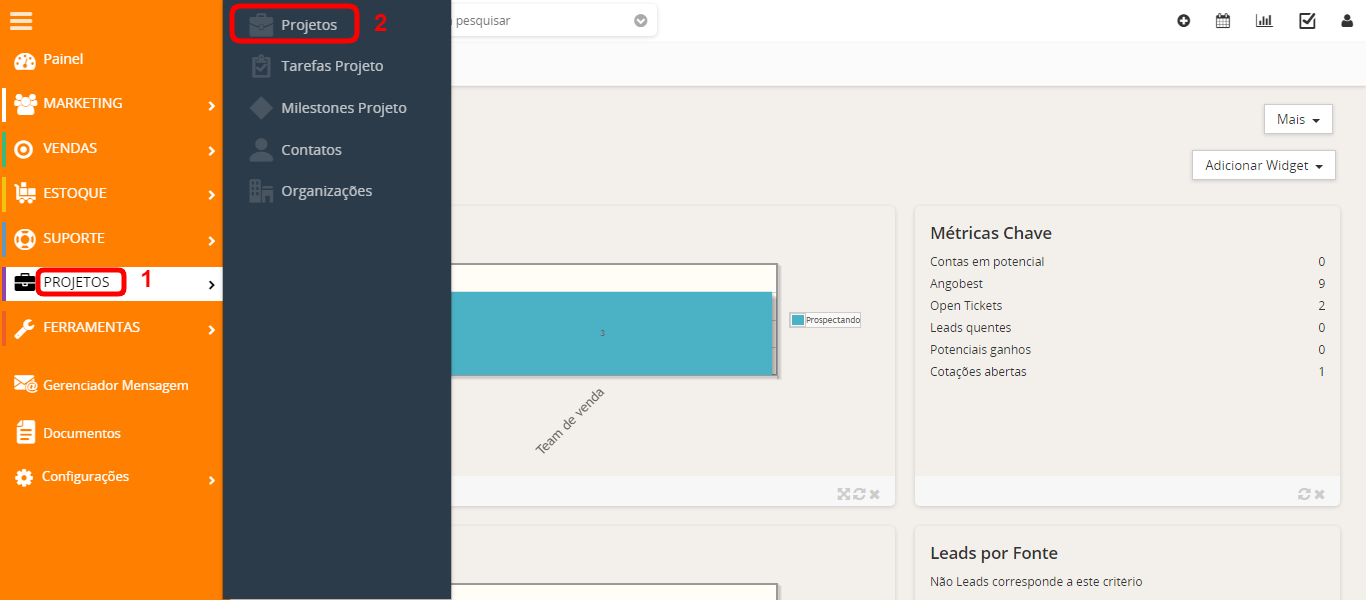 Painel
MARKETING
VENDAS
ESTOQUE
SUPORTE
PROJETOS
1
FERRAMENTAS
Gerenciador Mensagem
Documentos
Configurações
Projetos
2
Tarefas Projeto
Milestones Projeto
Contatos
Organizações
pesquisar
Mais
Adicionar Widget
3
Prospectando
Team de venda
Métricas Chave
Contas em potencial 0
Angobest 9
Open Tickets 2
Leads quentes 0
Potenciais ganhos 0
Cotações abertas 1
Leads por Fonte
Não Leads corresponde a este critério